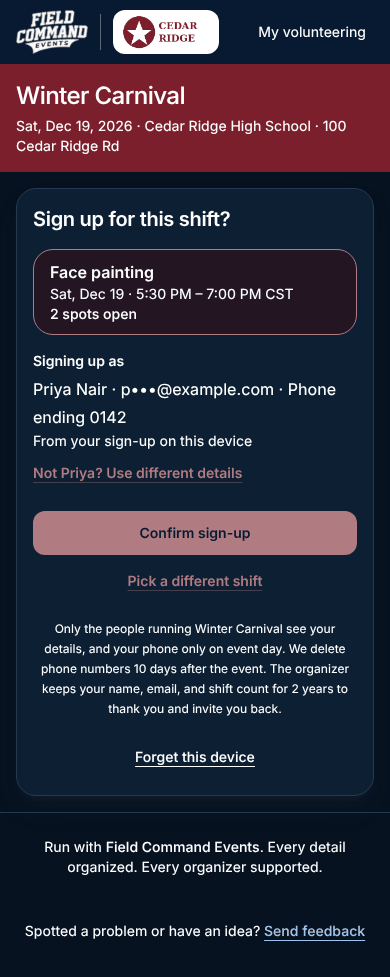 FIELD
COMMAND
EVENTS
CEDAR
RIDGE
My volunteering
Winter Carnival
Sat, Dec 19, 2026 · Cedar Ridge High School · 100
Cedar Ridge Rd
Sign up for this shift?
Face painting
Sat, Dec 19 · 5:30 PM – 7:00 PM CST
2 spots open
Signing up as
Priya Nair · p•••@example.com · Phone
ending 0142
From your sign-up on this device
Not Priya? Use different details
Confirm sign-up
Pick a different shift
Only the people running Winter Carnival see your
details, and your phone only on event day. We delete
phone numbers 10 days after the event. The organizer
keeps your name, email, and shift count for 2 years to
thank you and invite you back.
Forget this device
Run with Field Command Events. Every detail
organized. Every organizer supported.
Spotted a problem or have an idea? Send feedback